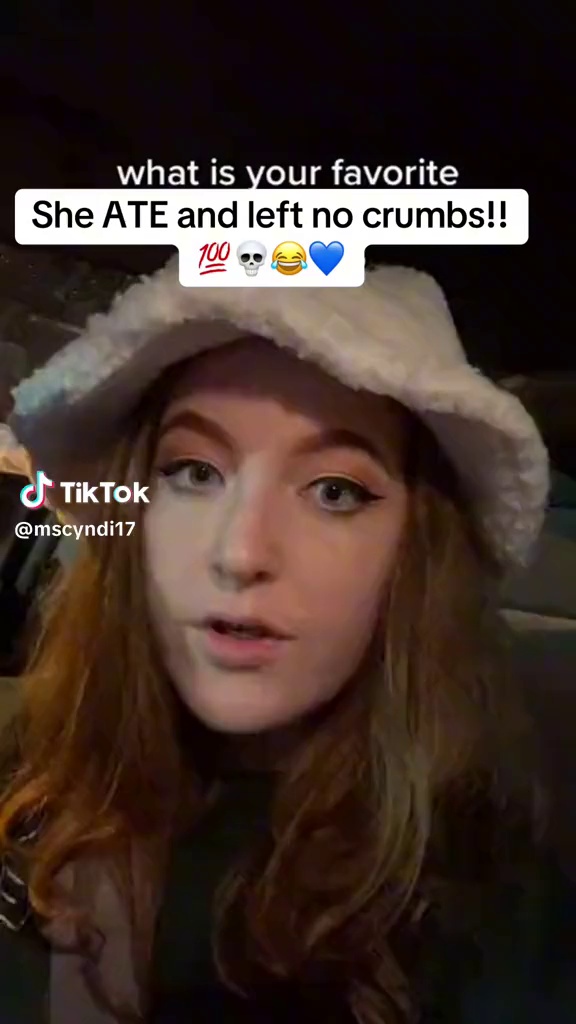 what is your favorite
She ATE and left no crumbs!!
💯💀😂💙
TikTok
@mscyndi17